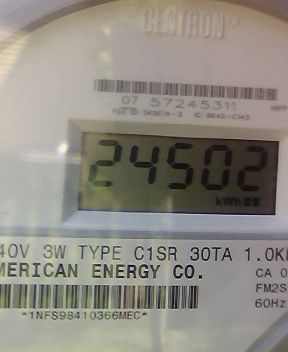 CENTRON®
07 57245311
24502
kWh
40V 3W TYPE C1SR 30TA 1.0K
MERICAN ENERGY CO.
CA 0
FM2S
60Hz
*1NFS98410366MEC*